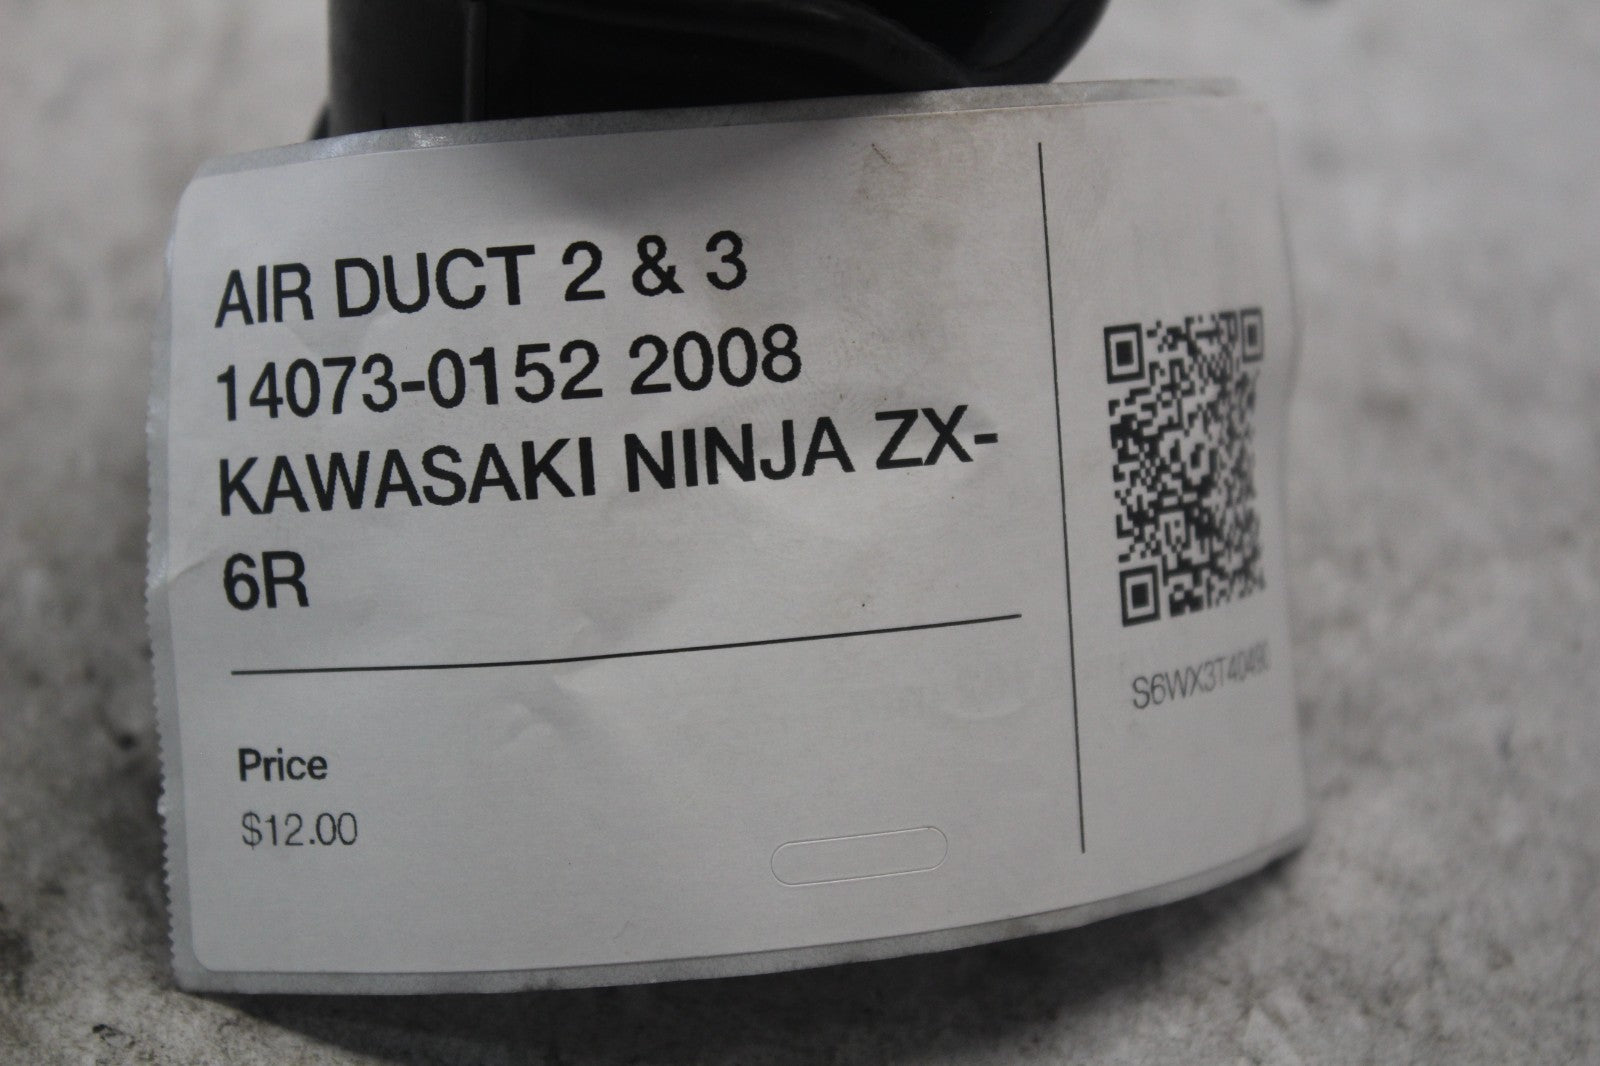 AIR DUCT 2 & 3
14073-0152 2008
KAWASAKI NINJA ZX-
6R
Price
$12.00